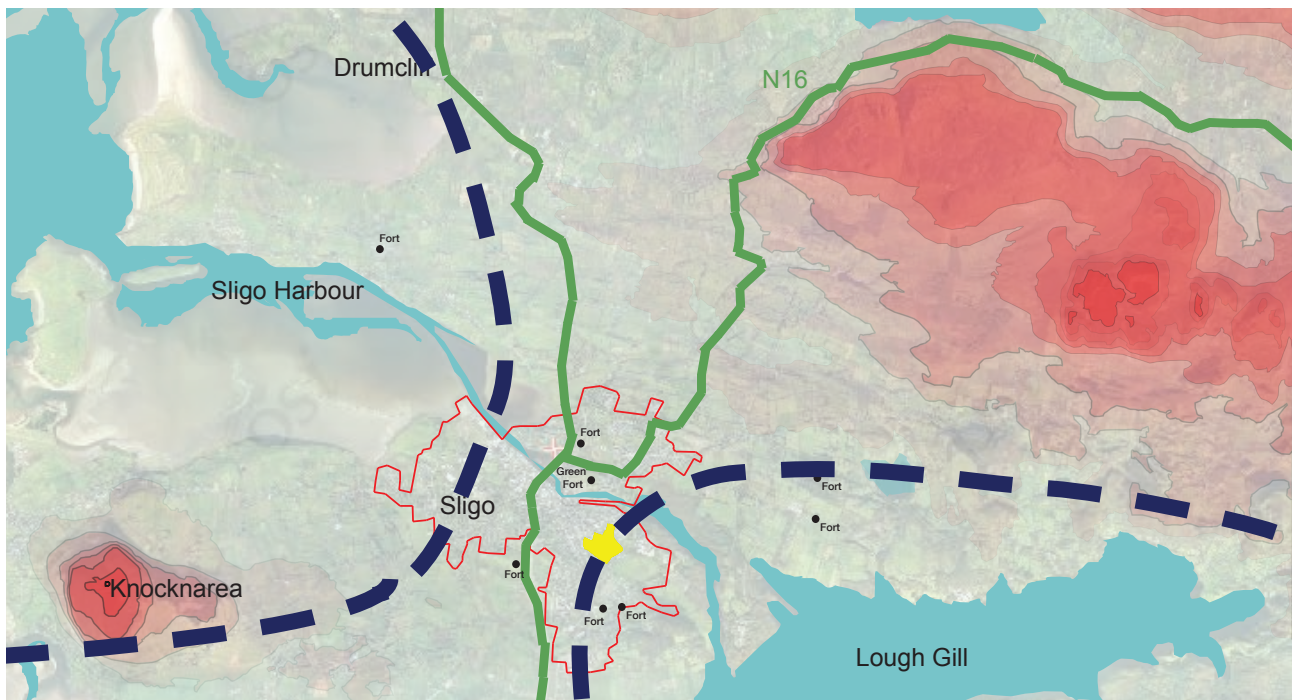 Drumcliff
N16
Fort
Sligo Harbour
Fort
Green
Fort
Fort
Sligo
Fort
Fort
Knocknarea
Fort
Fort
Lough Gill